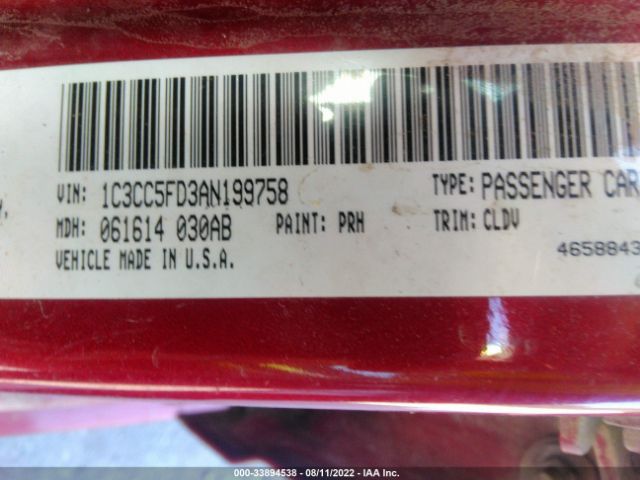 VIN: 1C3CC5FD3AN199758 TYPE: PASSENGER CAR
MDH: 061614 030AB PAINT: PRH TRIM: CLDV
VEHICLE MADE IN U.S.A.
4658843
000-33894538 - 08/11/2022 - IAA Inc.